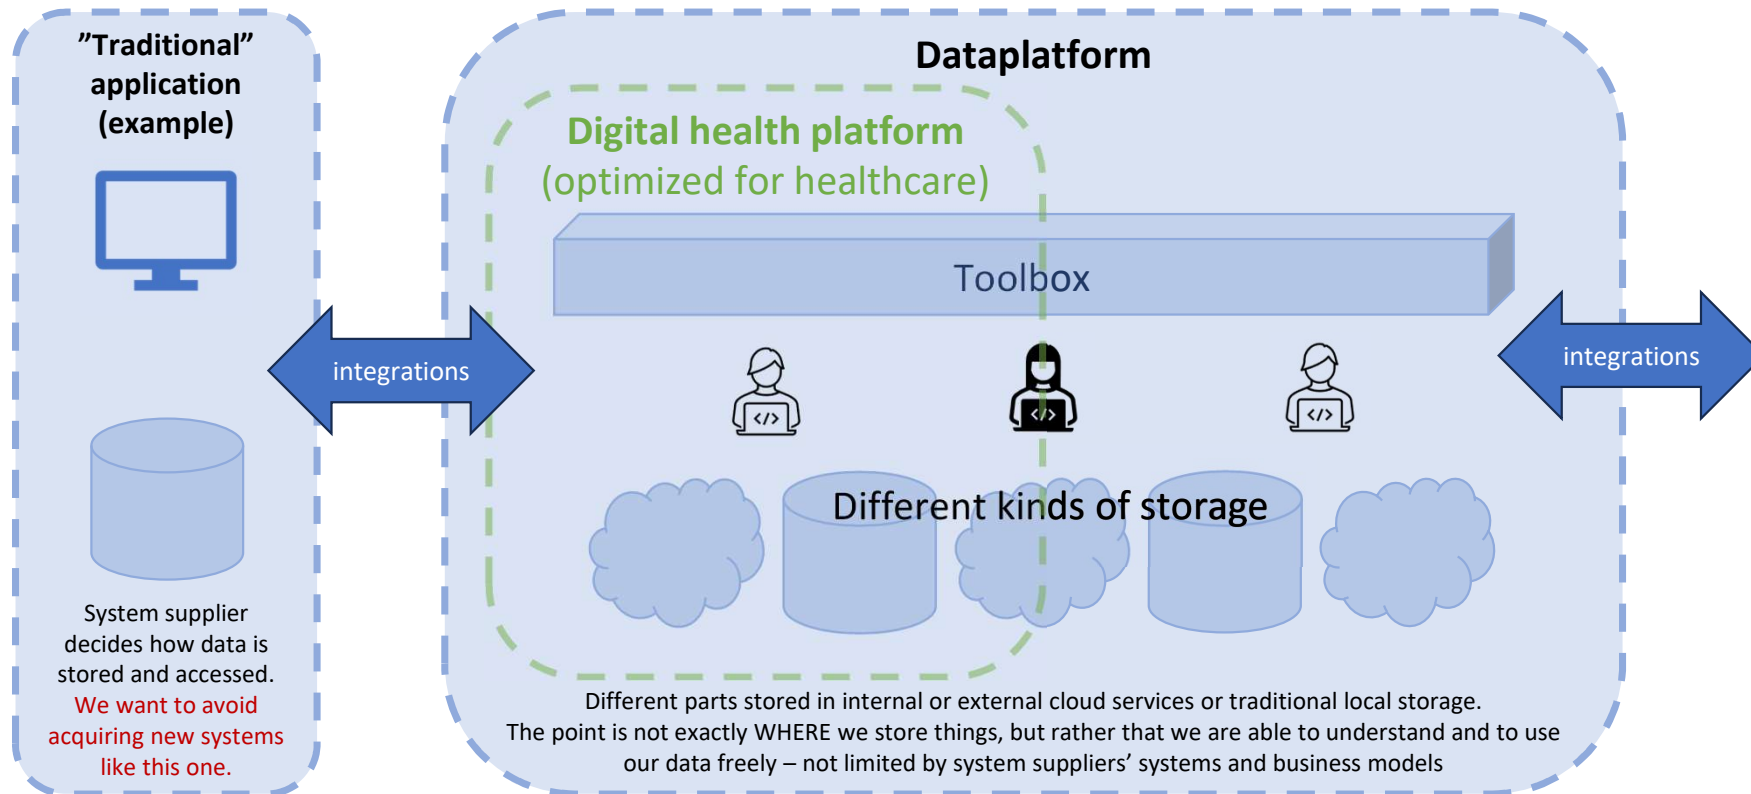 ”Traditional”
application
(example)
System supplier
decides how data is
stored and accessed.
We want to avoid
acquiring new systems
like this one.
integrations
Dataplatform
Digital health platform
(optimized for healthcare)
Toolbox
</>
</>
</>
Different kinds of storage
Different parts stored in internal or external cloud services or traditional local storage.
The point is not exactly WHERE we store things, but rather that we are able to understand and to use
our data freely – not limited by system suppliers’ systems and business models
integrations